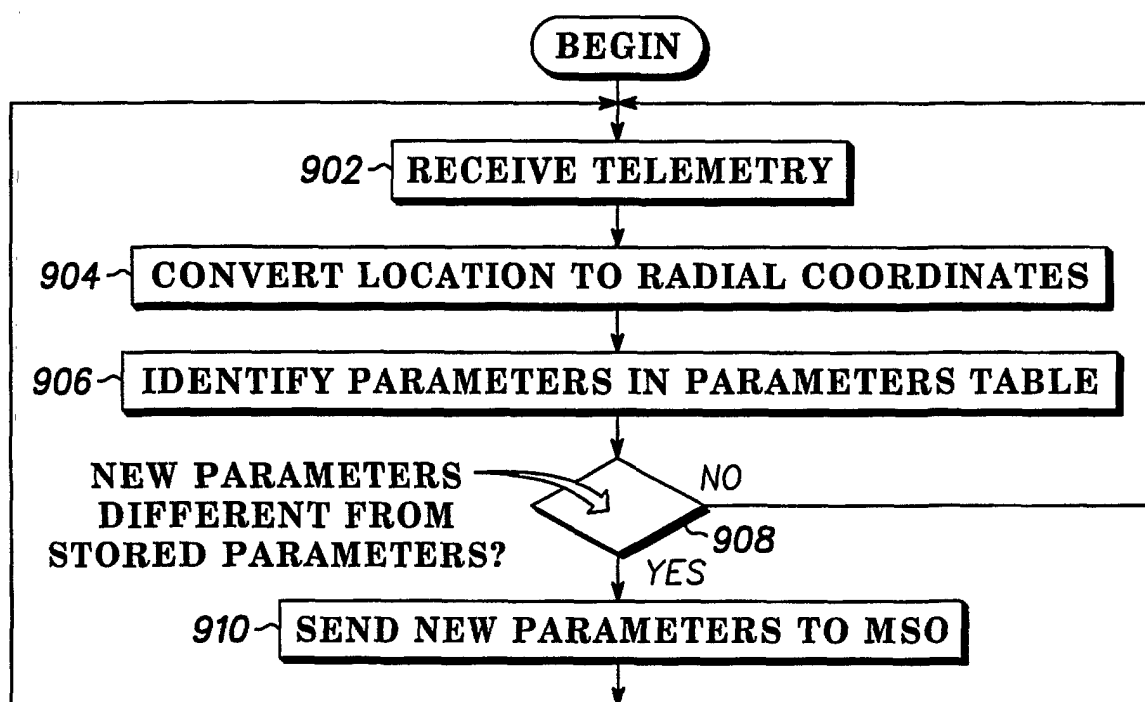 BEGIN
902 RECEIVE TELEMETRY
904 CONVERT LOCATION TO RADIAL COORDINATES
906 IDENTIFY PARAMETERS IN PARAMETERS TABLE
NEW PARAMETERS
DIFFERENT FROM
STORED PARAMETERS?
NO
908
YES
910 SEND NEW PARAMETERS TO MSO